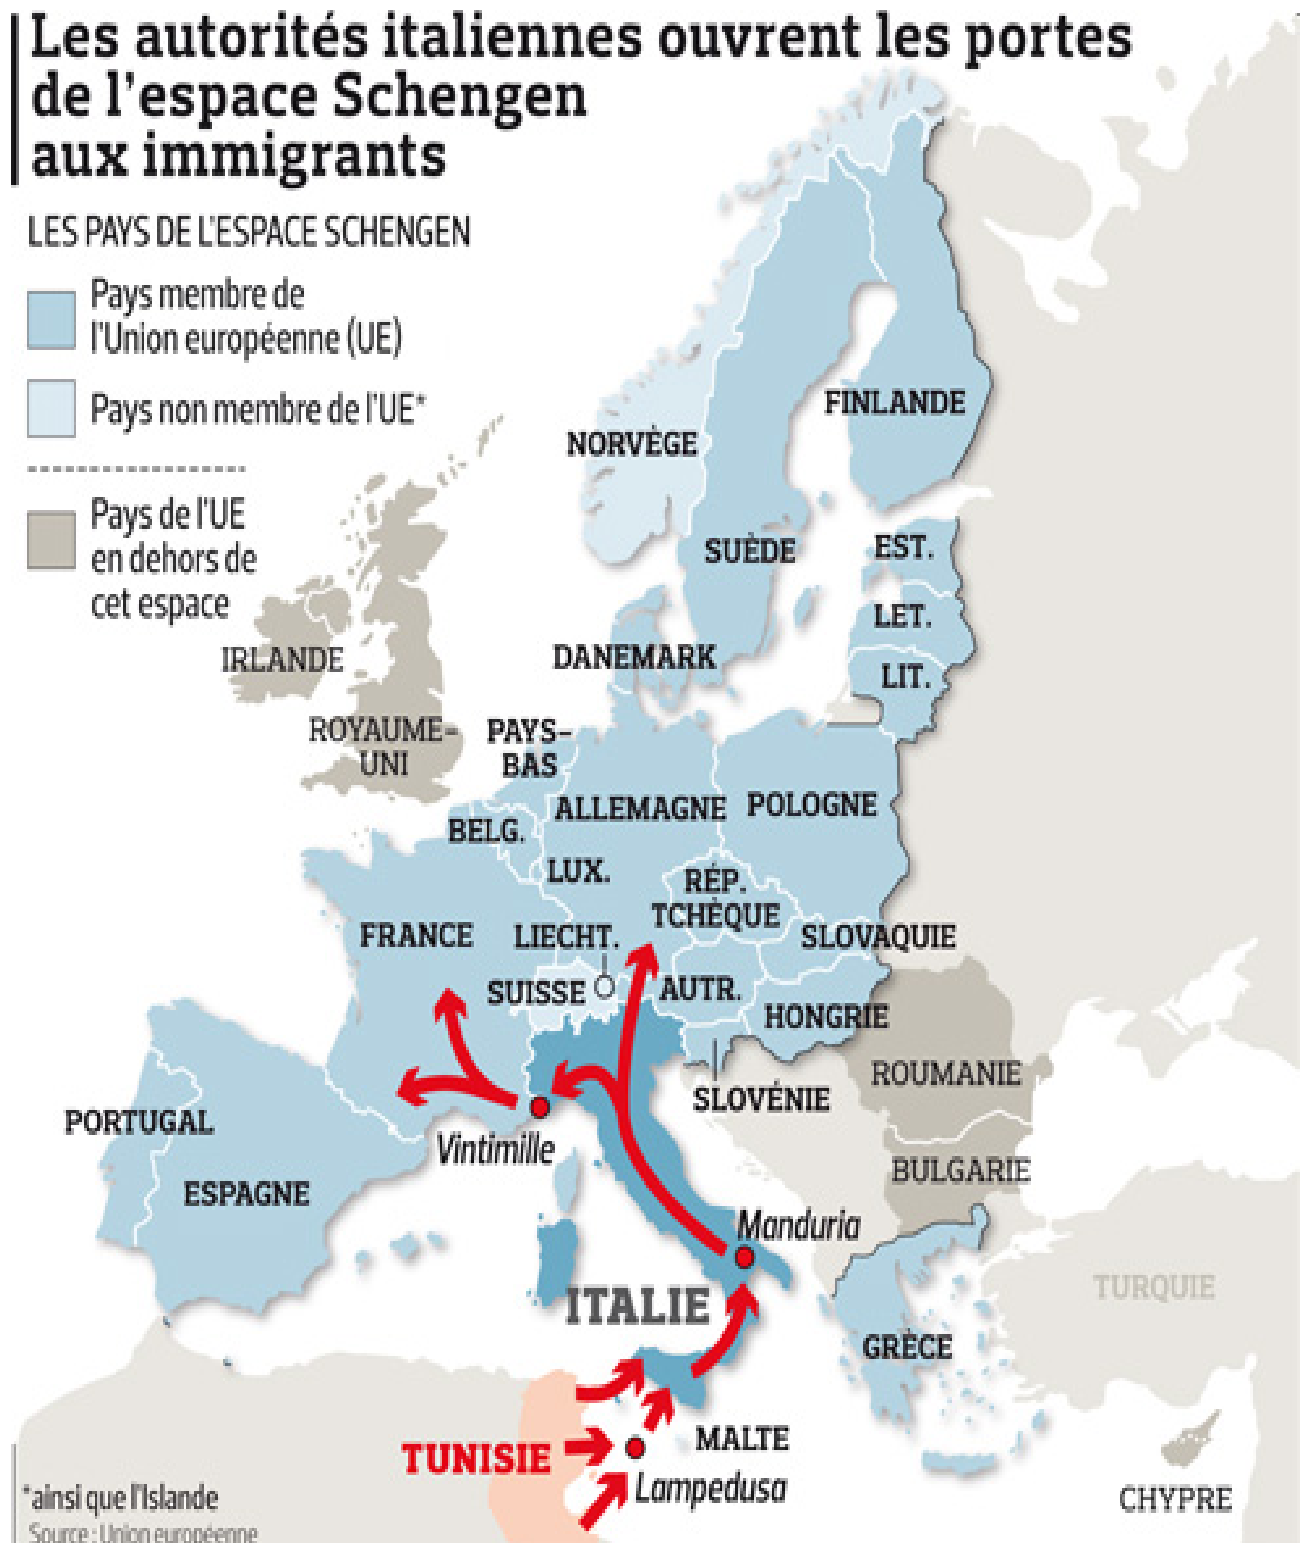 Les autorités italiennes ouvrent les portes
de l'espace Schengen
aux immigrants
LES PAYS DE L'ESPACE SCHENGEN
Pays membre de
l'Union européenne (UE)
Pays non membre de l'UE*
Pays de l'UE
en dehors de
cet espace
FINLANDE
NORVÈGE
SUÈDE
EST.
LET.
LIT.
DANEMARK
IRLANDE
ROYAUME-
UNI
PAYS-
BAS
ALLEMAGNE
POLOGNE
BELG.
LUX.
RÉP.
TCHÈQUE
FRANCE
LIECHT.
SLOVAQUIE
SUISSE
AUTR.
HONGRIE
ROUMANIE
SLOVÉNIE
PORTUGAL
Vintimille
BULGARIE
ESPAGNE
Manduria
TURQUIE
ITALIE
GRÈCE
MALTE
TUNISIE
Lampedusa
CHYPRE
*ainsi que l'Islande
Source : Union européenne